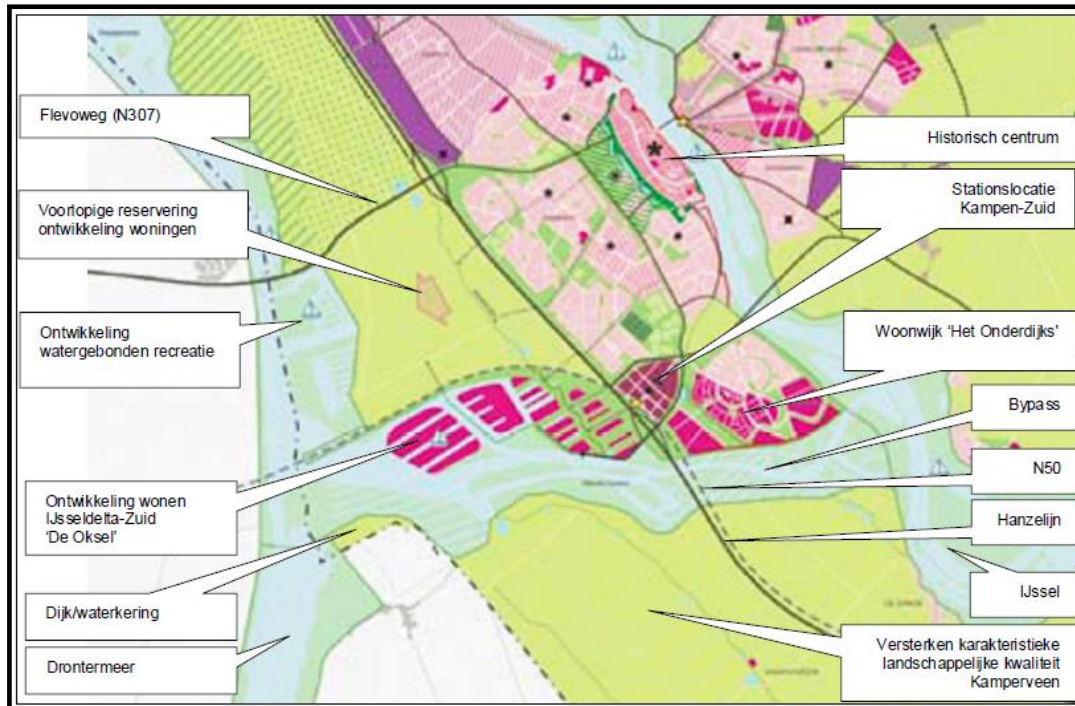 Flevoweg (N307)
Voorlopige reservering
ontwikkeling woningen
Ontwikkeling
watergebonden recreatie
Ontwikkeling wonen
IJsseldelta-Zuid
'De Oksel'
Dijk/waterkering
Drontermeer
Historisch centrum
Stationslocatie
Kampen-Zuid
Woonwijk 'Het Onderdijks'
Bypass
N50
Hanzelijn
IJssel
Versterken karakteristieke
landschappelijke kwaliteit
Kamperveen